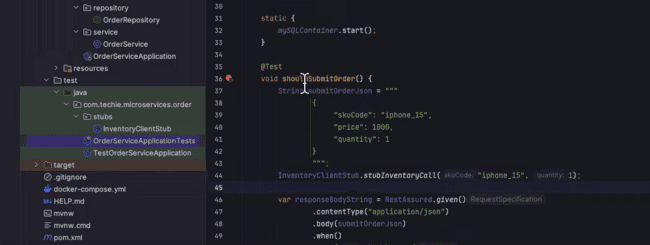 repository
OrderRepository
service
OrderService
OrderServiceApplication
resources
test
java
com.techie.microservices.order
stubs
InventoryClientStub
OrderServiceApplicationTests
TestOrderServiceApplication
target
.gitignore
docker-compose.yml
HELP.md
mvnw
mvnw.cmd
pom.xml
30
31 static {
32 mySQLContainer.start();
33 }
34
35 @Test
36 void shouldSubmitOrder() {
37 String submitOrderJson = """
38 {
39 "skuCode": "iphone_15",
40 "price": 1000,
41 "quantity": 1
42 }
43 """;
44 InventoryClientStub.stubInventoryCall( skuCode: "iphone_15", quantity: 1);
45
46 var responseBodyString = RestAssured.given() RequestSpecification
47 .contentType("application/json")
48 .body(submitOrderJson)
49 .when()